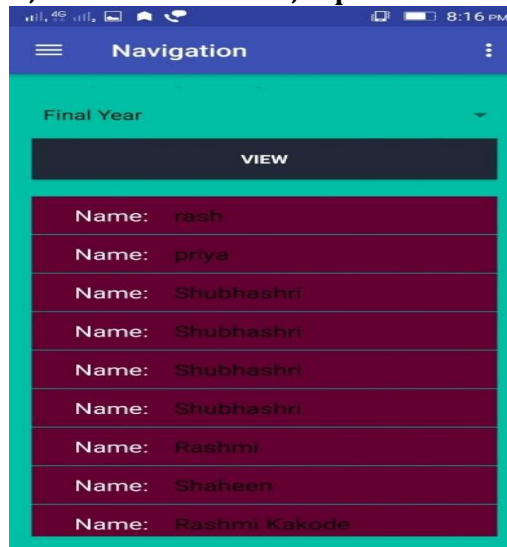 4G 8:16 PM
Navigation
Final Year
VIEW
Name: rash
Name: priya
Name: Shubhashri
Name: Shubhashri
Name: Shubhashri
Name: Shubhashri
Name: Rashmi
Name: Shaheen
Name: Rashmi Kakode